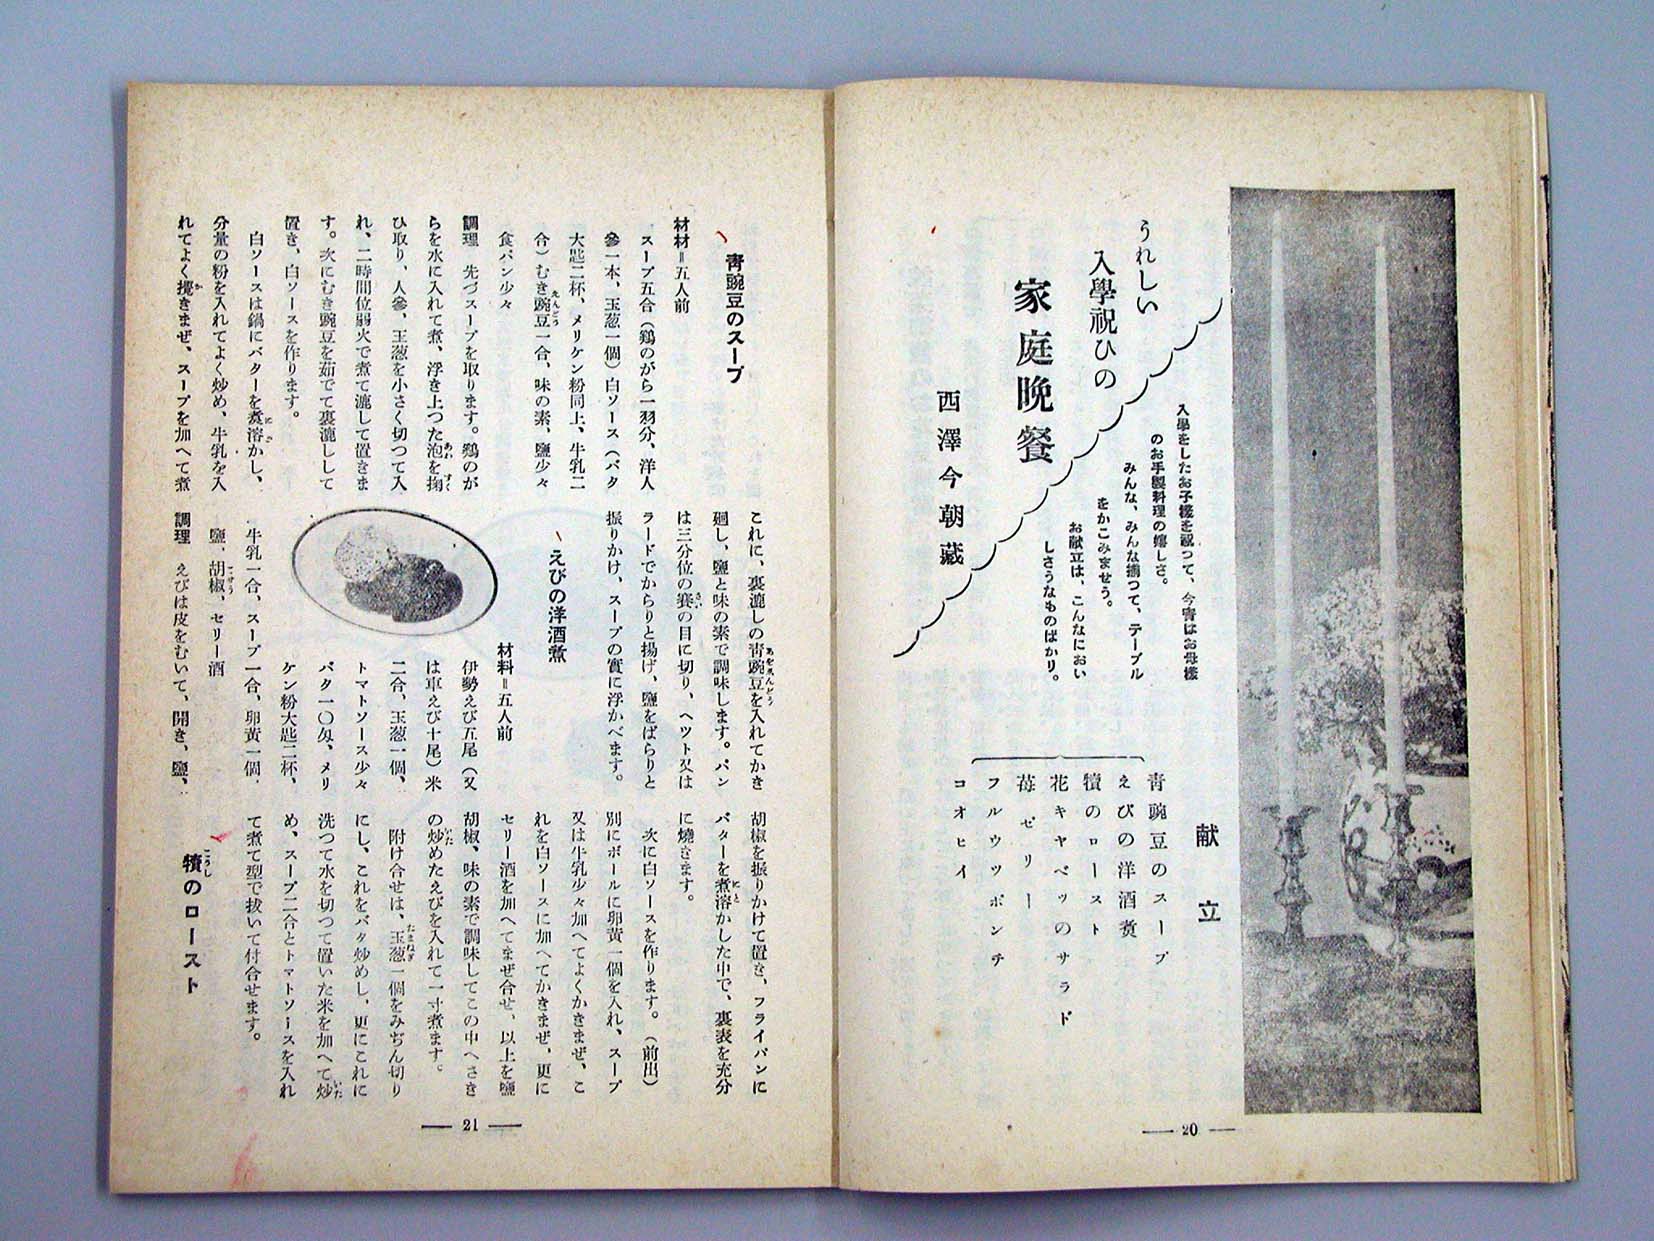 うれしい
入學祝ひの
家庭晩餐
西澤今朝藏
入學をしたお子樣を祝つて、今宵はお母樣
のお手製料理の嬉しさ。
みんな、みんな揃つて、テーブル
をかこみませう。
お献立は、こんなにおい
しさうなものばかり。
献立
青豌豆のスープ
えびの洋酒煮
犢のロースト
花キャベツのサラド
苺ゼリー
フルウツポンチ
コオヒイ
20
青豌豆のスープ
材料＝五人前
スープ五合（鷄のがら一羽分、洋人
參一本、玉葱一個）白ソース（バタ
大匙二杯、メリケン粉同上、牛乳二
合）むき豌豆一合、味の素、鹽少々
食パン少々
調理　先づスープを取ります。鷄のが
らを水に入れて煮、浮き上つた泡を掬
ひ取り、人參、玉葱を小さく切つて入
れ、二時間位弱火で煮て漉して置きま
す。次にむき豌豆を茹でて裏漉しして
置き、白ソースを作ります。
白ソースは鍋にバターを煮溶かし、
分量の粉を入れてよく炒め、牛乳を入
れてよく攪きまぜ、スープを加へて煮
これに、裏漉しの靑豌豆を入れてかき
廻し、鹽と味の素で調味します。パン
は三分位の賽の目に切り、ヘツト又は
ラードでからりと揚げ、鹽をぱらりと
振りかけ、スープの實に浮かべます。
えびの洋酒煮
材料＝五人前
伊勢えび五尾（又
は車えび十尾）米
二合、玉葱一個、
トマトソース少々
バタ一〇匁、メリ
ケン粉大匙二杯、
牛乳一合、スープ一合、卵黄一個、
鹽、胡椒、セリー酒
調理　えびは皮をむいて、開き、鹽、
胡椒を振りかけて置き、フライパンに
バターを煮溶かした中で、裏表を充分
に燒きます。
次に白ソースを作ります。（前出）
別にボールに卵黄一個を入れ、スープ
又は牛乳少々加へてよくかきまぜ、こ
れを白ソースに加へてかきまぜ、更に
セリー酒を加へてまぜ合せ、以上を鹽
胡椒、味の素で調味してこの中へさき
の炒めたえびを入れて一寸煮ます。
附け合せは、玉葱一個をみぢん切り
にし、これをバタ炒めし、更にこれに
洗つて水を切つて置いた米を加へて炒
め、スープ二合とトマトソースを入れ
て煮て型で拔いて付合せます。
犢のロースト
21